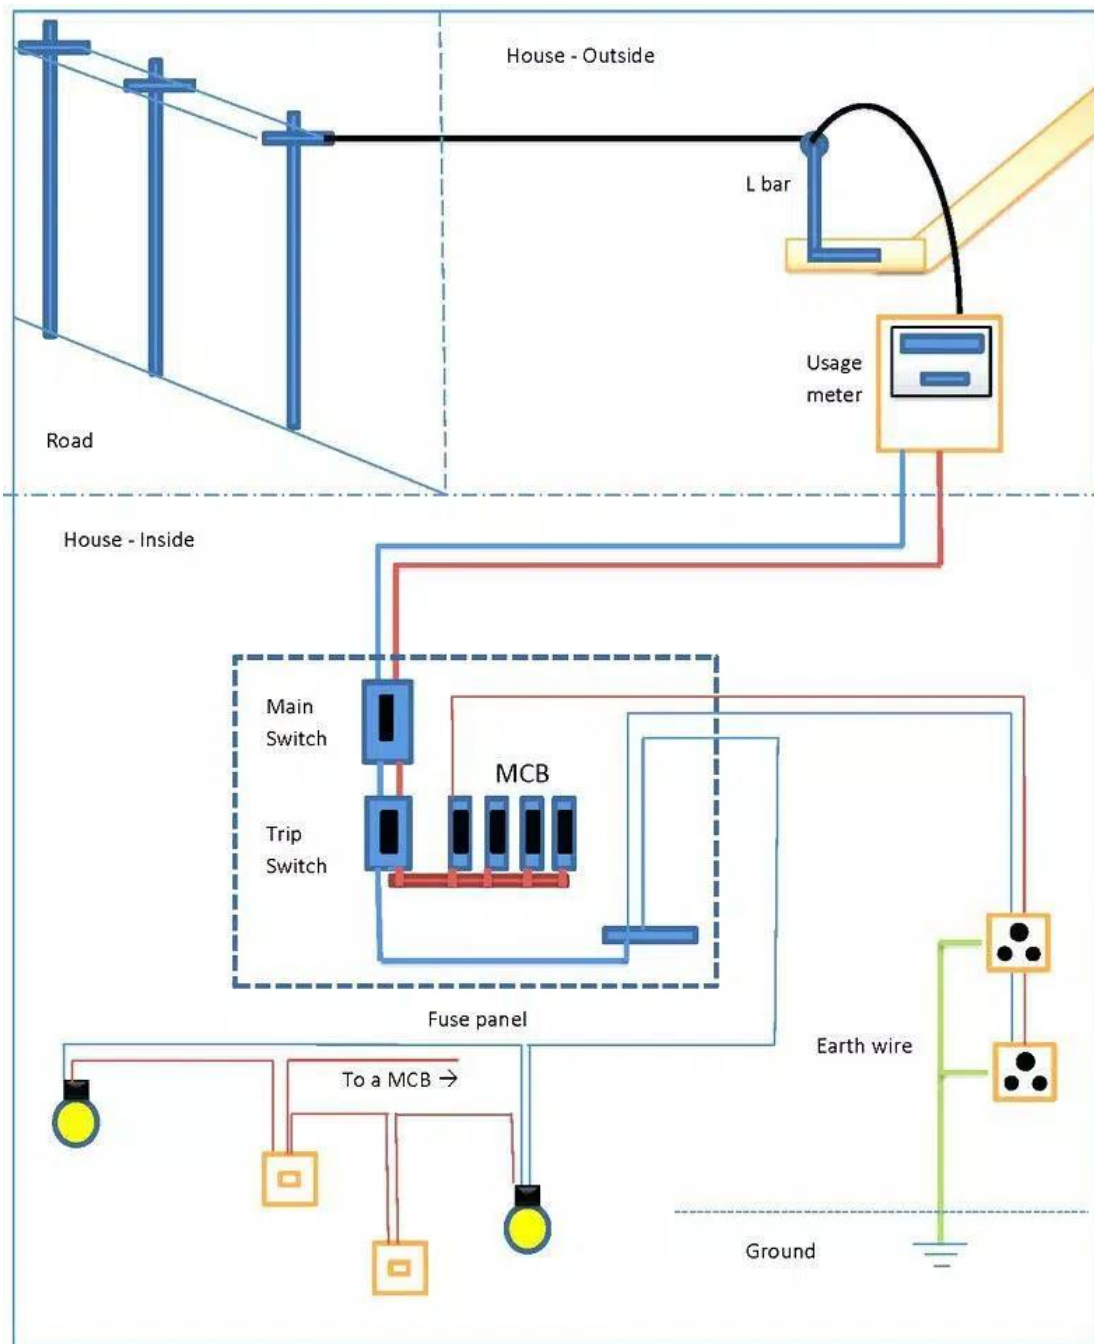 House - Outside
L bar
Usage
meter
Road
House - Inside
Main
Switch
MCB
Trip
Switch
Fuse panel
Earth wire
To a MCB →
Ground